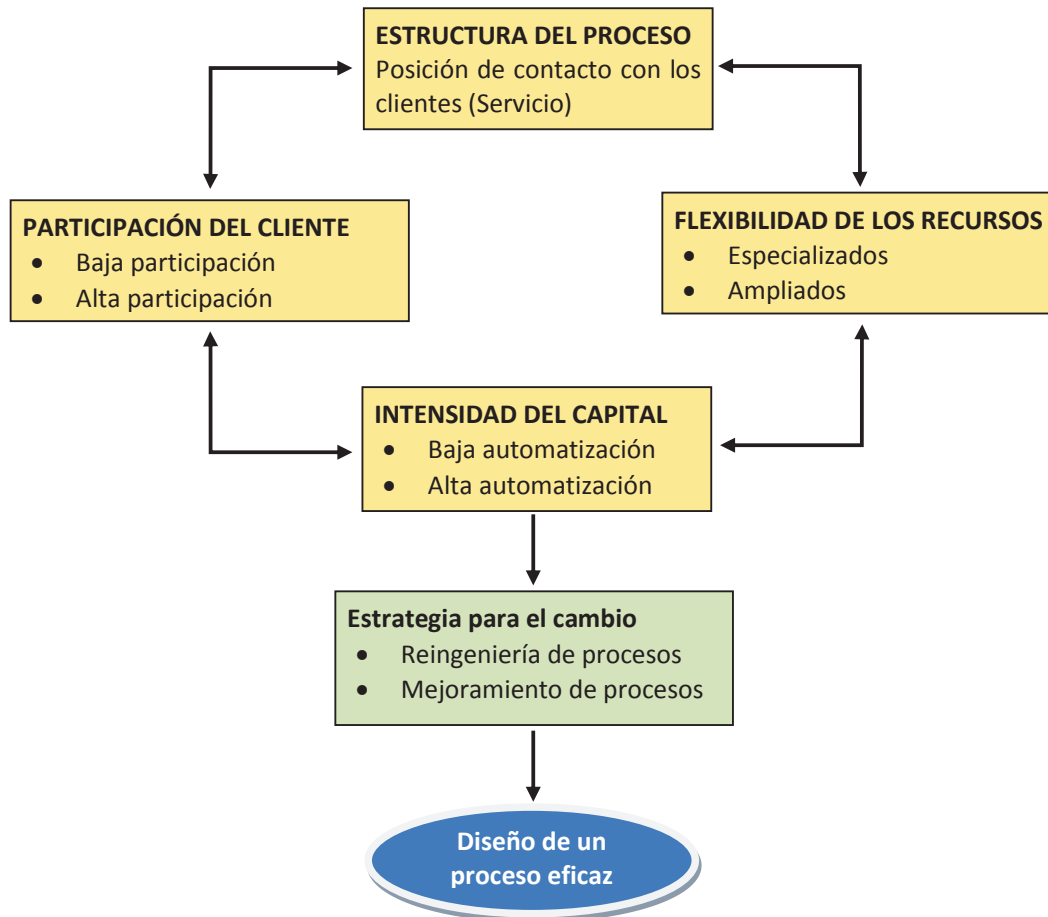 ESTRUCTURA DEL PROCESO
Posición de contacto con los
clientes (Servicio)
PARTICIPACIÓN DEL CLIENTE
• Baja participación
• Alta participación
FLEXIBILIDAD DE LOS RECURSOS
• Especializados
• Ampliados
INTENSIDAD DEL CAPITAL
• Baja automatización
• Alta automatización
Estrategia para el cambio
• Reingeniería de procesos
• Mejoramiento de procesos
Diseño de un
proceso eficaz